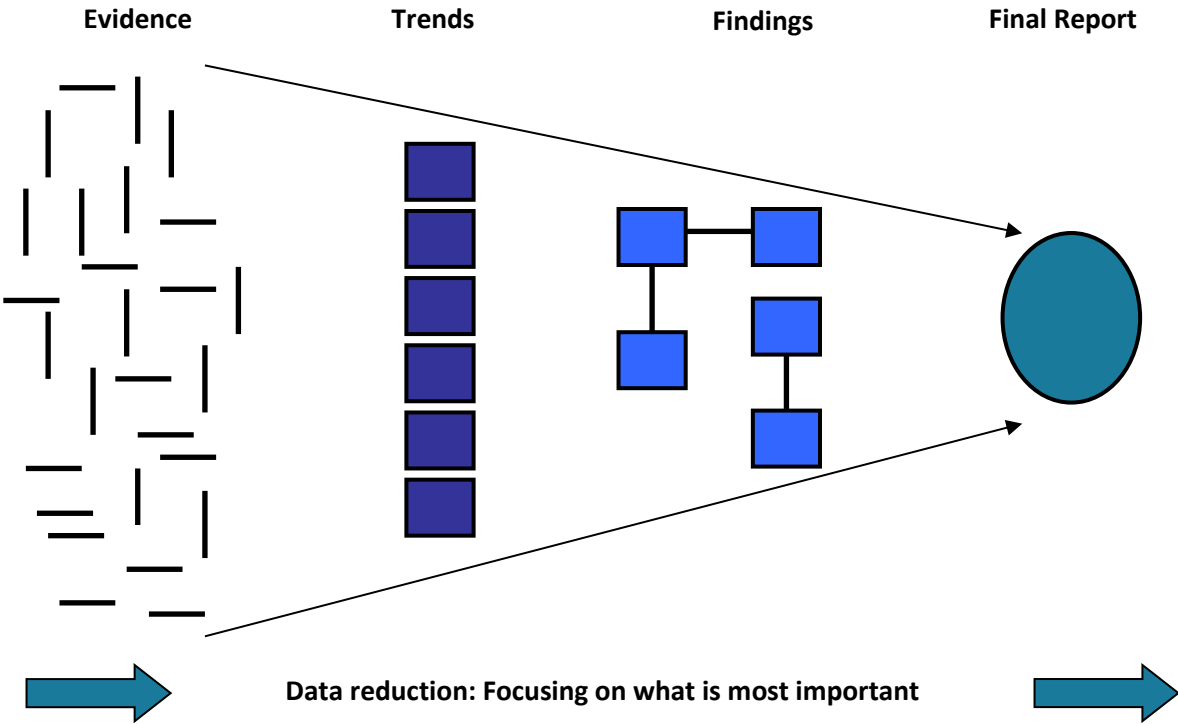 Evidence
Trends
Findings
Final Report
Data reduction: Focusing on what is most important